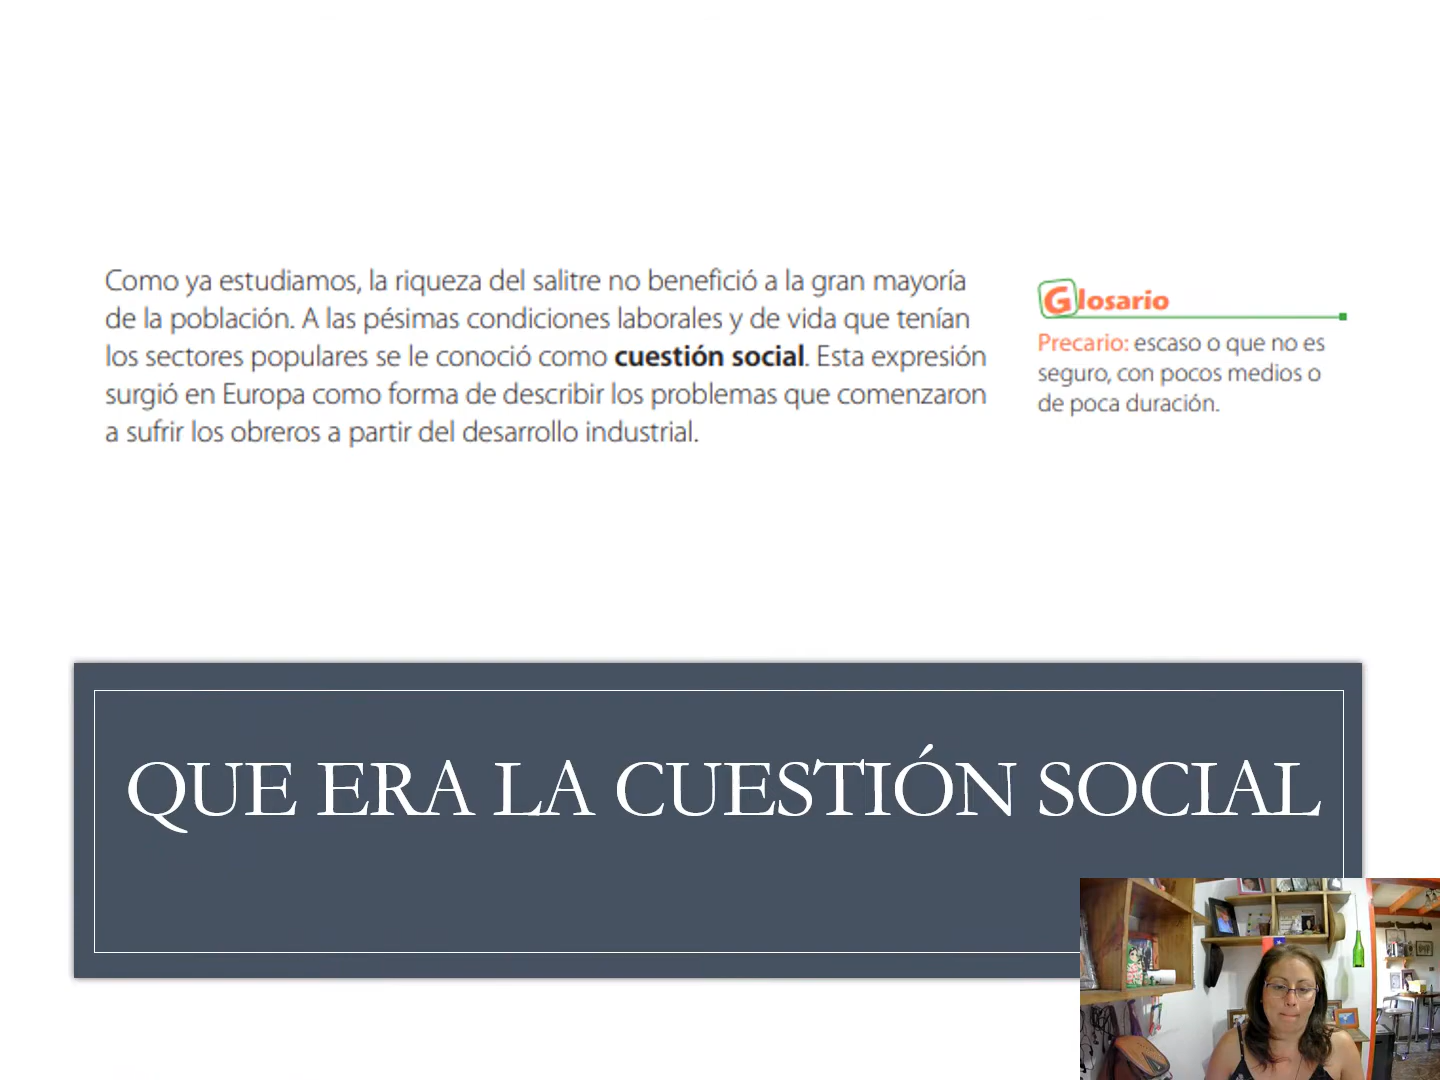 Como ya estudiamos, la riqueza del salitre no benefició a la gran mayoría
de la población. A las pésimas condiciones laborales y de vida que tenían
los sectores populares se le conoció como cuestión social. Esta expresión
surgió en Europa como forma de describir los problemas que comenzaron
a sufrir los obreros a partir del desarrollo industrial.
Glosario
Precario: escaso o que no es
seguro, con pocos medios o
de poca duración.
QUE ERA LA CUESTIÓN SOCIAL